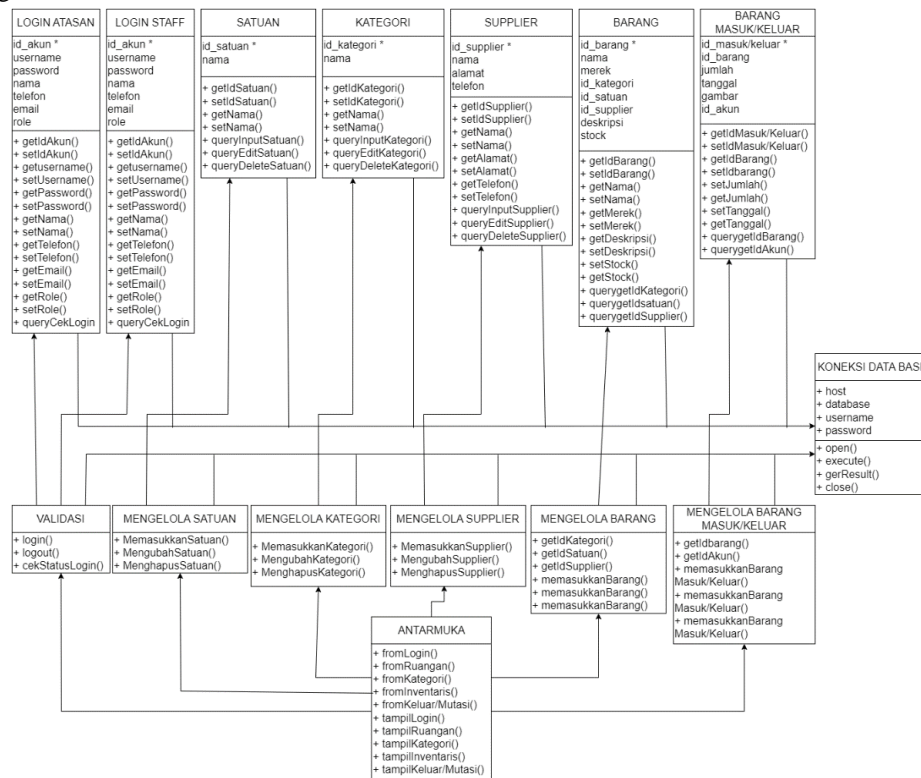 LOGIN ATASAN
id_akun *
username
password
nama
telefon
email
role
+ getIdAkun()
+ setIdAkun()
+ getusername()
+ setUsername()
+ getPassword()
+ setPassword()
+ getNama()
+ setNama()
+ getTelefon()
+ setTelefon()
+ getEmail()
+ setEmail()
+ getRole()
+ setRole()
+ queryCekLogin
LOGIN STAFF
id_akun *
username
password
nama
telefon
email
role
+ getIdAkun()
+ setIdAkun()
+ getusername()
+ setUsername()
+ getPassword()
+ setPassword()
+ getNama()
+ setNama()
+ getTelefon()
+ setTelefon()
+ getEmail()
+ setEmail()
+ getRole()
+ setRole()
+ queryCekLogin
SATUAN
id_satuan *
nama
+ getIdSatuan()
+ setIdSatuan()
+ getNama()
+ setNama()
+ queryInputSatuan()
+ queryEditSatuan()
+ queryDeleteSatuan()
KATEGORI
id_kategori *
nama
+ getIdKategori()
+ setIdKategori()
+ getNama()
+ setNama()
+ queryInputKategori()
+ queryEditKategori()
+ queryDeleteKategori()
SUPPLIER
id_supplier *
nama
alamat
telefon
+ getIdSupplier()
+ setIdSupplier()
+ getNama()
+ setNama()
+ getAlamat()
+ setAlamat()
+ getTelefon()
+ setTelefon()
+ queryInputSupplier()
+ queryEditSupplier()
+ queryDeleteSupplier()
BARANG
id_barang *
nama
merek
id_kategori
id_satuan
id_supplier
deskripsi
stock
+ getIdBarang()
+ setIdBarang()
+ getNama()
+ setNama()
+ getMerek()
+ setMerek()
+ getDeskripsi()
+ setDeskripsi()
+ setStock()
+ getStock()
+ querygetIdKategori()
+ querygetIdsatuan()
+ querygetIdSupplier()
BARANG
MASUK/KELUAR
id_masuk/keluar *
id_barang
jumlah
tanggal
gambar
id_akun
+ getIdMasuk/Keluar()
+ setIdMasuk/Keluar()
+ getIdBarang()
+ setIdbarang()
+ setJumlah()
+ getJumlah()
+ setTanggal()
+ getTanggal()
+ querygetIdBarang()
+ querygetIdAkun()
KONEKSI DATA BASE
+ host
+ database
+ username
+ password
+ open()
+ execute()
+ gerResult()
+ close()
VALIDASI
+ login()
+ logout()
+ cekStatusLogin()
MENGELOLA SATUAN
+ MemasukkanSatuan()
+ MengubahSatuan()
+ MenghapusSatuan()
MENGELOLA KATEGORI
+ MemasukkanKategori()
+ MengubahKategori()
+ MenghapusKategori()
MENGELOLA SUPPLIER
+ MemasukkanSupplier()
+ MengubahSupplier()
+ MenghapusSupplier()
MENGELOLA BARANG
+ getIdKategori()
+ getIdSatuan()
+ getIdSupplier()
+ memasukkanBarang()
+ memasukkanBarang()
+ memasukkanBarang()
MENGELOLA BARANG
MASUK/KELUAR
+ getIdbarang()
+ getIdAkun()
+ memasukkanBarang
Masuk/Keluar()
+ memasukkanBarang
Masuk/Keluar()
+ memasukkanBarang
Masuk/Keluar()
ANTARMUKA
+ fromLogin()
+ fromRuangan()
+ fromKategori()
+ fromInventaris()
+ fromKeluar/Mutasi()
+ tampilLogin()
+ tampilRuangan()
+ tampilKategori()
+ tampilInventaris()
+ tampilKeluar/Mutasi()